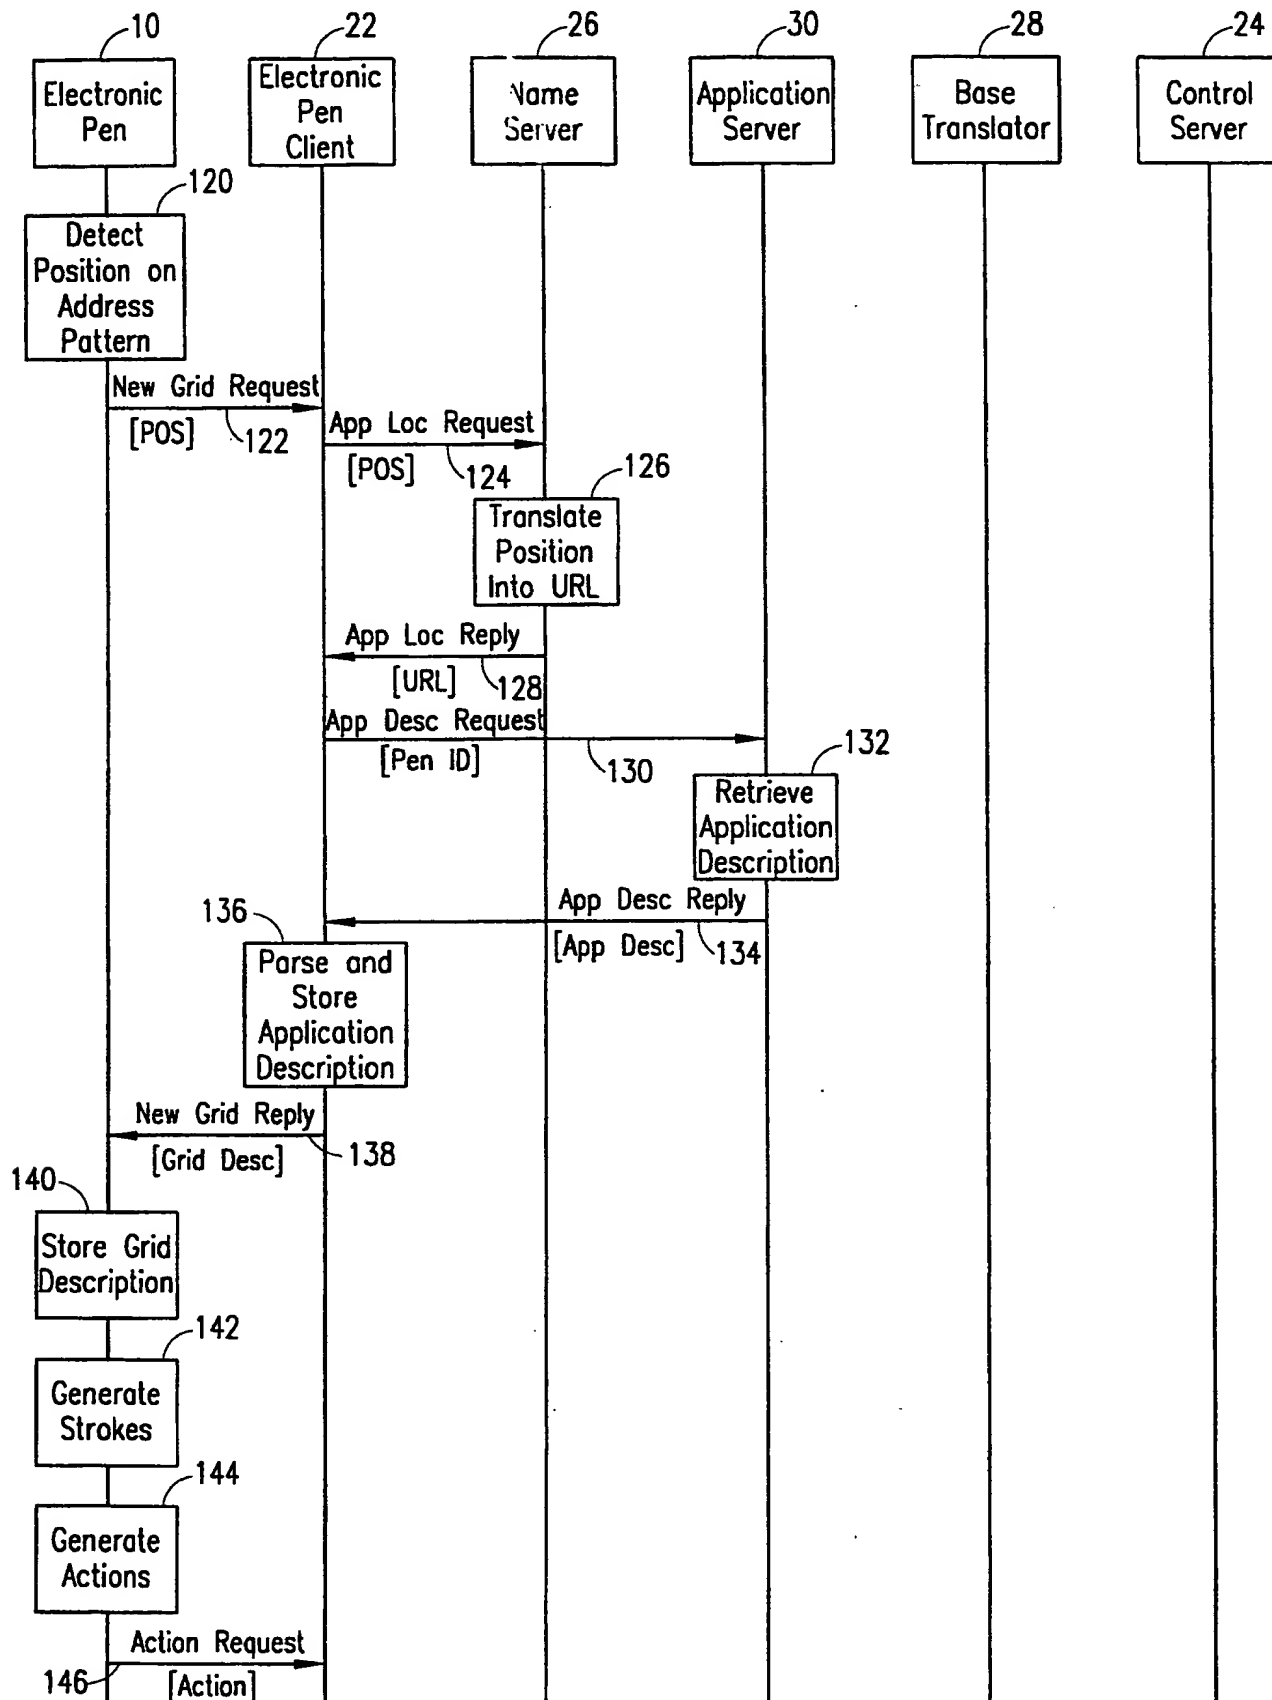 10
22
26
30
28
24
Electronic
Pen
Electronic
Pen
Client
Name
Server
Application
Server
Base
Translator
Control
Server
120
Detect
Position on
Address
Pattern
New Grid Request
[POS]
122
App Loc Request
[POS]
124
126
Translate
Position
Into URL
App Loc Reply
[URL]
128
App Desc Request
[Pen ID]
130
132
Retrieve
Application
Description
App Desc Reply
[App Desc]
134
136
Parse and
Store
Application
Description
New Grid Reply
[Grid Desc]
138
140
Store Grid
Description
142
Generate
Strokes
144
Generate
Actions
Action Request
146
[Action]